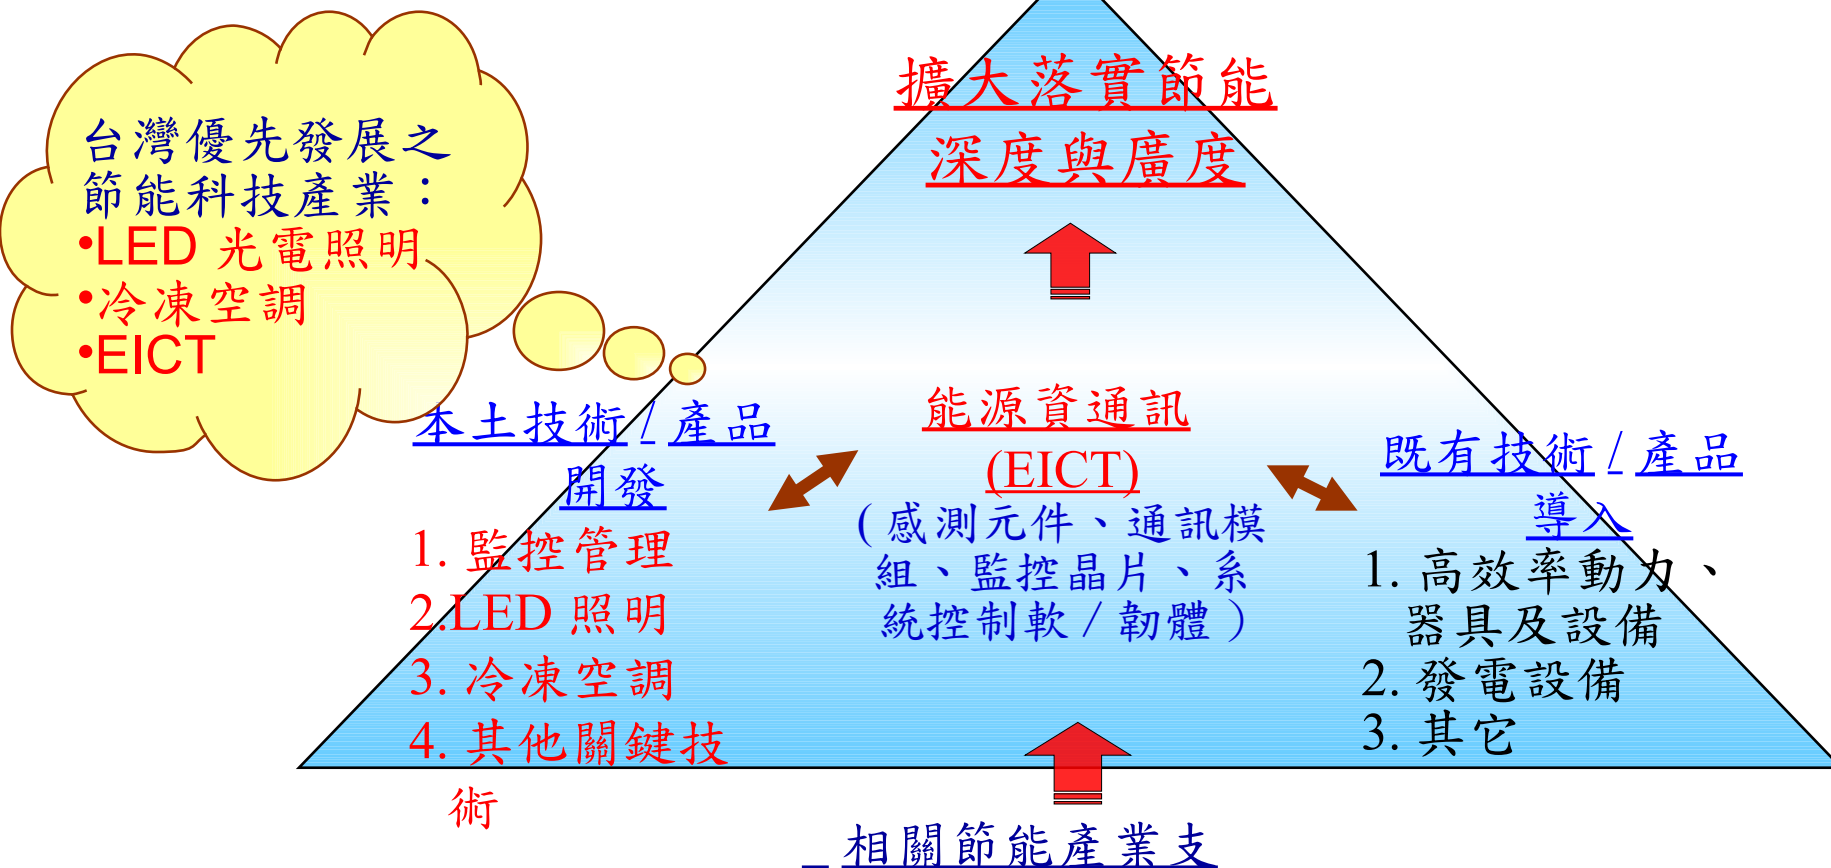 擴大落實節能
深度與廣度
台灣優先發展之
節能科技產業：
•LED 光電照明
•冷凍空調
•EICT
本土技術 / 產品
開發
1. 監控管理
2.LED 照明
3. 冷凍空調
4. 其他關鍵技
術
能源資通訊
(EICT)
( 感測元件、通訊模
組、監控晶片、系
統控制軟 / 韌體 )
既有技術 / 產品
導入
1. 高效率動力、
器具及設備
2. 發電設備
3. 其它
相關節能產業支